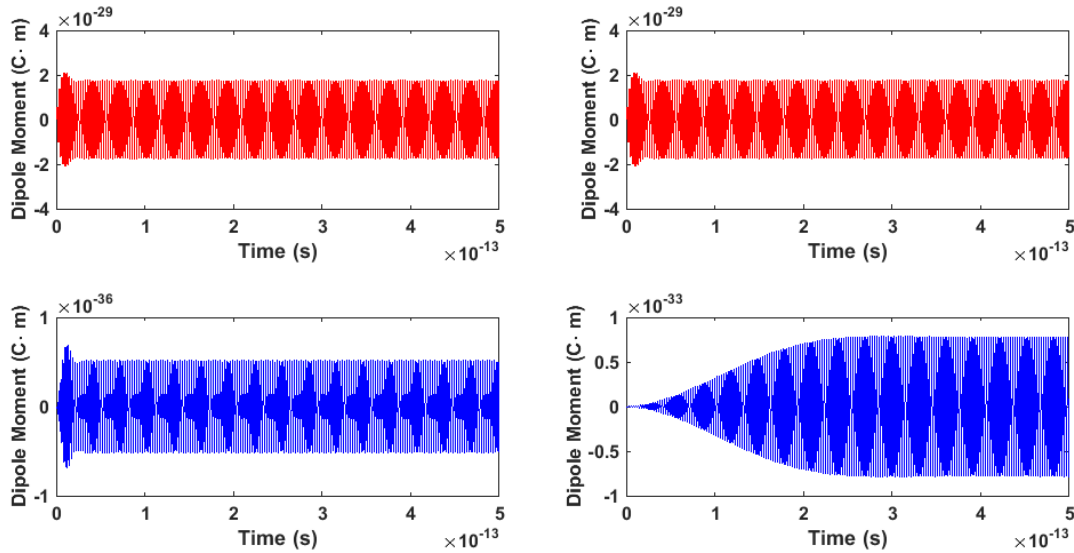 ×10⁻²⁹
4
2
0
-2
-4
Dipole Moment (C· m)
0 1 2 3 4 5
Time (s)
×10⁻¹³
×10⁻²⁹
4
2
0
-2
-4
Dipole Moment (C· m)
0 1 2 3 4 5
Time (s)
×10⁻¹³
×10⁻³⁶
1
0
-1
Dipole Moment (C· m)
0 1 2 3 4 5
Time (s)
×10⁻¹³
×10⁻³³
1
0.5
0
-0.5
-1
Dipole Moment (C· m)
0 1 2 3 4 5
Time (s)
×10⁻¹³